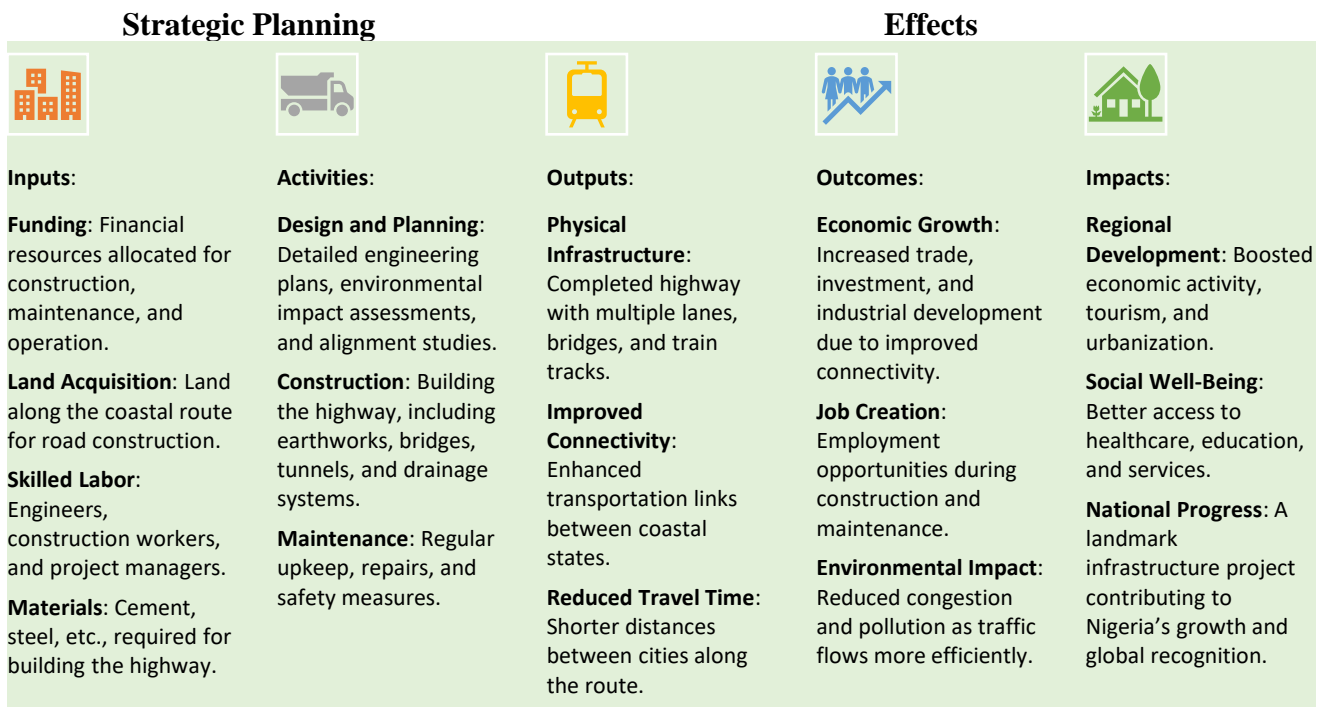 Strategic Planning
Effects
Inputs:
Funding: Financial
resources allocated for
construction,
maintenance, and
operation.
Land Acquisition: Land
along the coastal route
for road construction.
Skilled Labor:
Engineers,
construction workers,
and project managers.
Materials: Cement,
steel, etc., required for
building the highway.
Activities:
Design and Planning:
Detailed engineering
plans, environmental
impact assessments,
and alignment studies.
Construction: Building
the highway, including
earthworks, bridges,
tunnels, and drainage
systems.
Maintenance: Regular
upkeep, repairs, and
safety measures.
Outputs:
Physical
Infrastructure:
Completed highway
with multiple lanes,
bridges, and train
tracks.
Improved
Connectivity:
Enhanced
transportation links
between coastal
states.
Reduced Travel Time:
Shorter distances
between cities along
the route.
Outcomes:
Economic Growth:
Increased trade,
investment, and
industrial development
due to improved
connectivity.
Job Creation:
Employment
opportunities during
construction and
maintenance.
Environmental Impact:
Reduced congestion
and pollution as traffic
flows more efficiently.
Impacts:
Regional
Development: Boosted
economic activity,
tourism, and
urbanization.
Social Well-Being:
Better access to
healthcare, education,
and services.
National Progress: A
landmark
infrastructure project
contributing to
Nigeria’s growth and
global recognition.